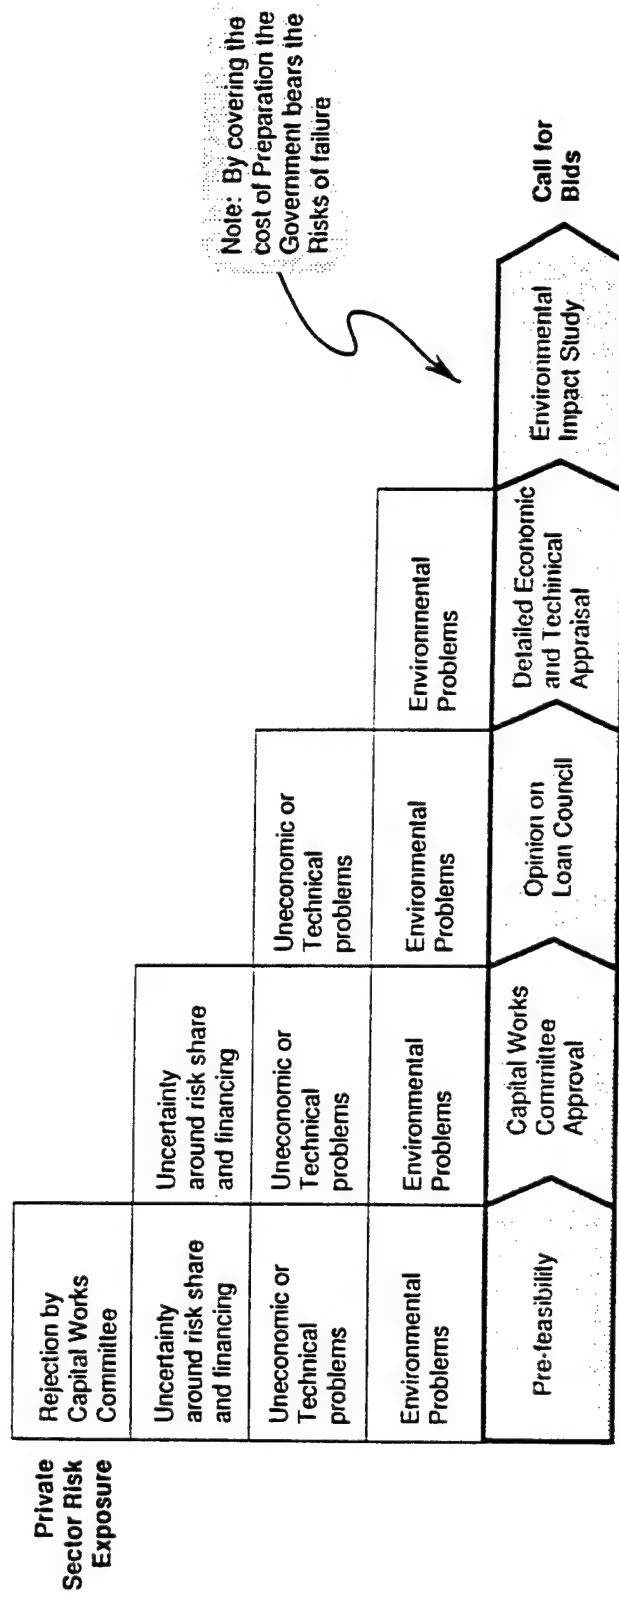 Private
Sector Risk
Exposure
Rejection by
Capital Works
Committee
Uncertainty
around risk share
and financing
Uncertainty
around risk share
and financing
Uneconomic or
Technical
problems
Uneconomic or
Technical
problems
Uneconomic or
Technical
problems
Environmental
Problems
Environmental
Problems
Environmental
Problems
Environmental
Problems
Pre-feasibility
Capital Works
Committee
Approval
Opinion on
Loan Council
Detailed Economic
and Techinical
Appraisal
Environmental
Impact Study
Call for
Bids
Note: By covering the
cost of Preparation the
Government bears the
Risks of failure